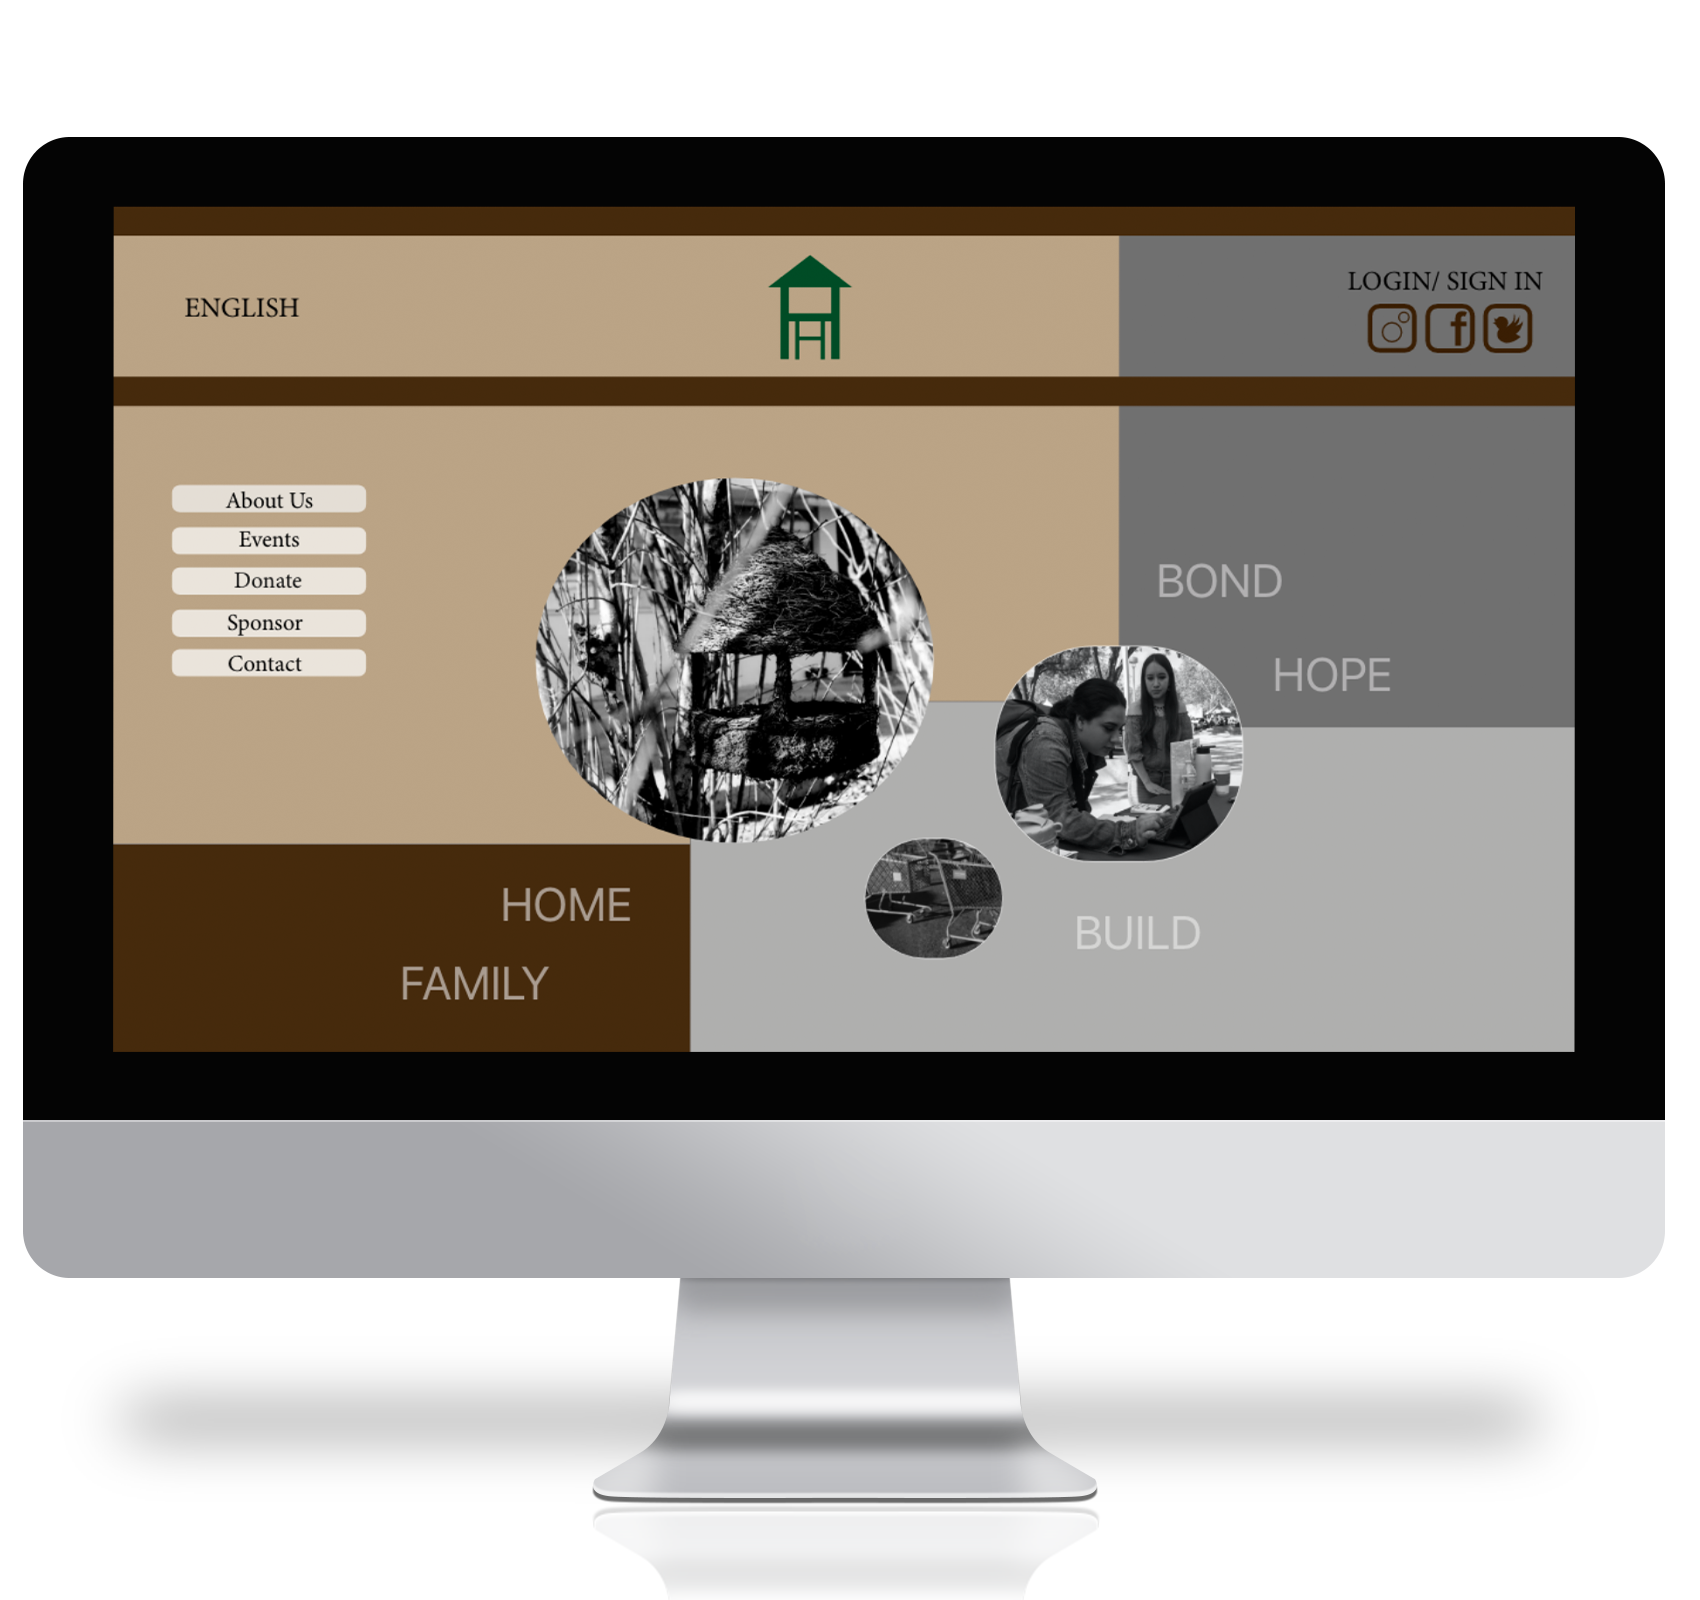 ENGLISH
LOGIN/ SIGN IN
About Us
Events
Donate
Sponsor
Contact
BOND
HOPE
HOME
FAMILY
BUILD